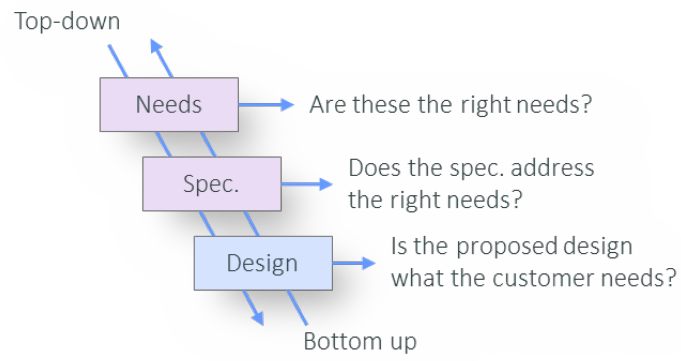 Top-down
Needs
Are these the right needs?
Spec.
Does the spec. address
the right needs?
Design
Is the proposed design
what the customer needs?
Bottom up